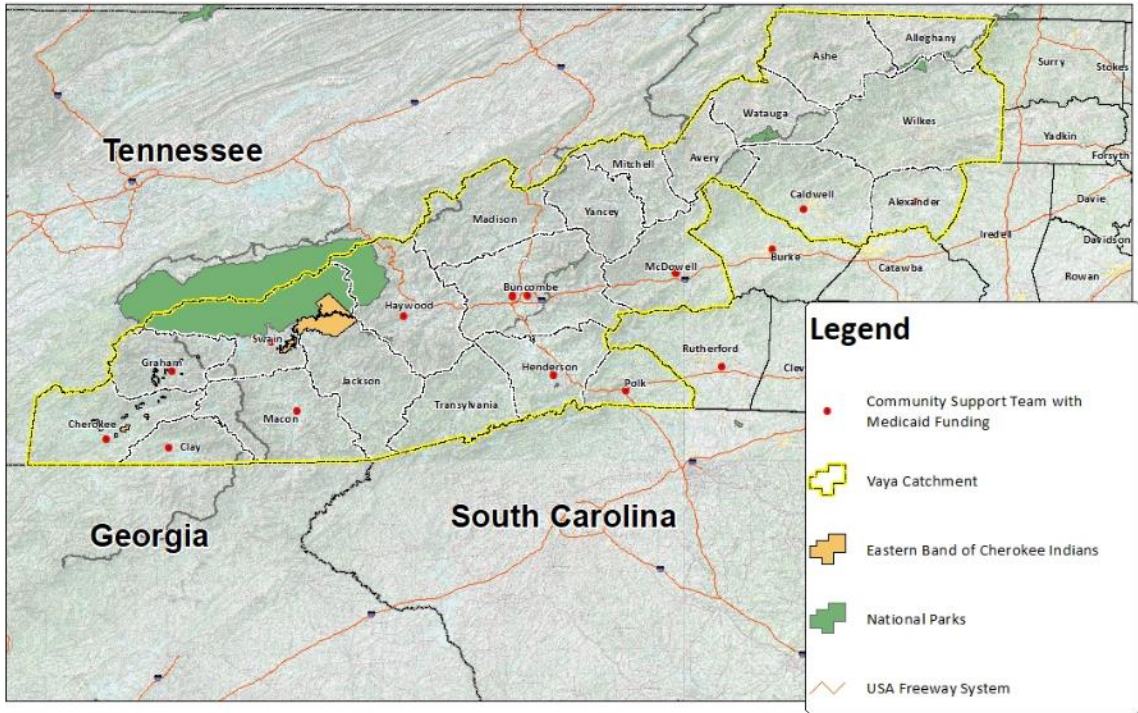 Alleghany
Ashe
Surry
Stokes
Watauga
Wilkes
Yadkin
Forsyth
Tennessee
Mitchell
Avery
Caldwell
Alexander
Davie
Madison
Yancey
Iredell
Davidson
Burke
Catawba
McDowell
Rowan
Buncombe
Haywood
Swain
Rutherford
Graham
Henderson
Polk
Clev
Jackson
Transylvania
Macon
Cherokee
Clay
Georgia
South Carolina
Legend
Community Support Team with
Medicaid Funding
Vaya Catchment
Eastern Band of Cherokee Indians
National Parks
USA Freeway System